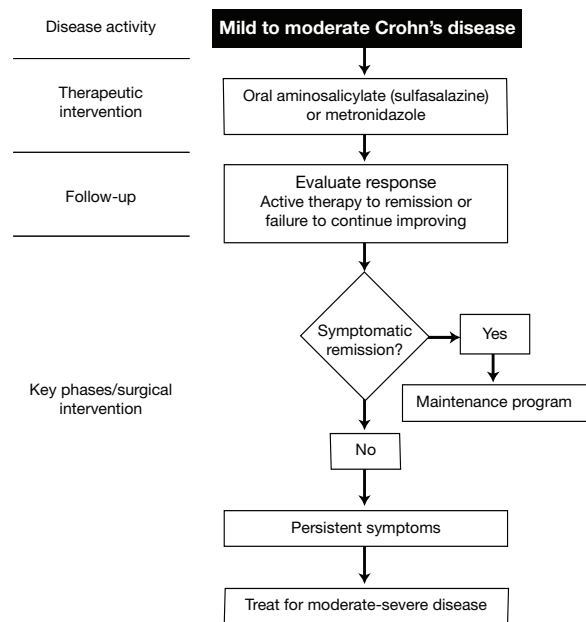 Disease activity
Mild to moderate Crohn's disease
Therapeutic
intervention
Oral aminosalicylate (sulfasalazine)
or metronidazole
Follow-up
Evaluate response
Active therapy to remission or
failure to continue improving
Symptomatic
remission?
Yes
Key phases/surgical
intervention
Maintenance program
No
Persistent symptoms
Treat for moderate-severe disease